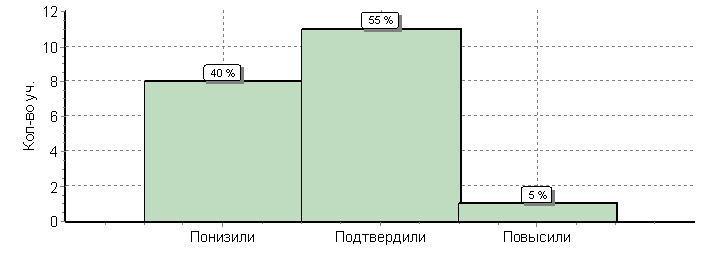 Кол-во уч.
12
10
8
6
4
2
0
40 %
55 %
5 %
Понизили
Подтвердили
Повысили